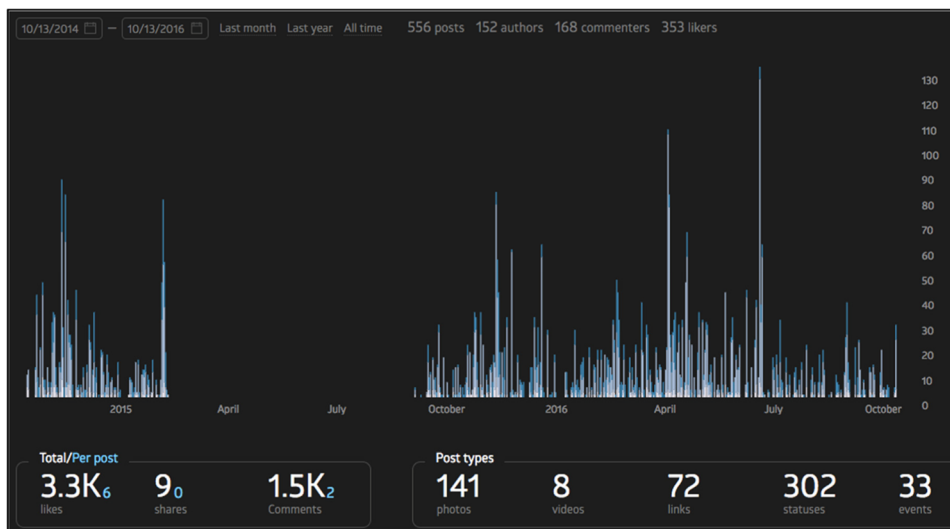 10/13/2014 — 10/13/2016 Last month Last year All time 556 posts 152 authors 168 commenters 353 likers
130
120
110
100
90
80
70
60
50
40
30
20
10
0
2015 April July October 2016 April July October
Total/Per post
3.3K6 90 1.5K2
likes shares Comments
Post types
141 8 72 302 33
photos videos links statuses events